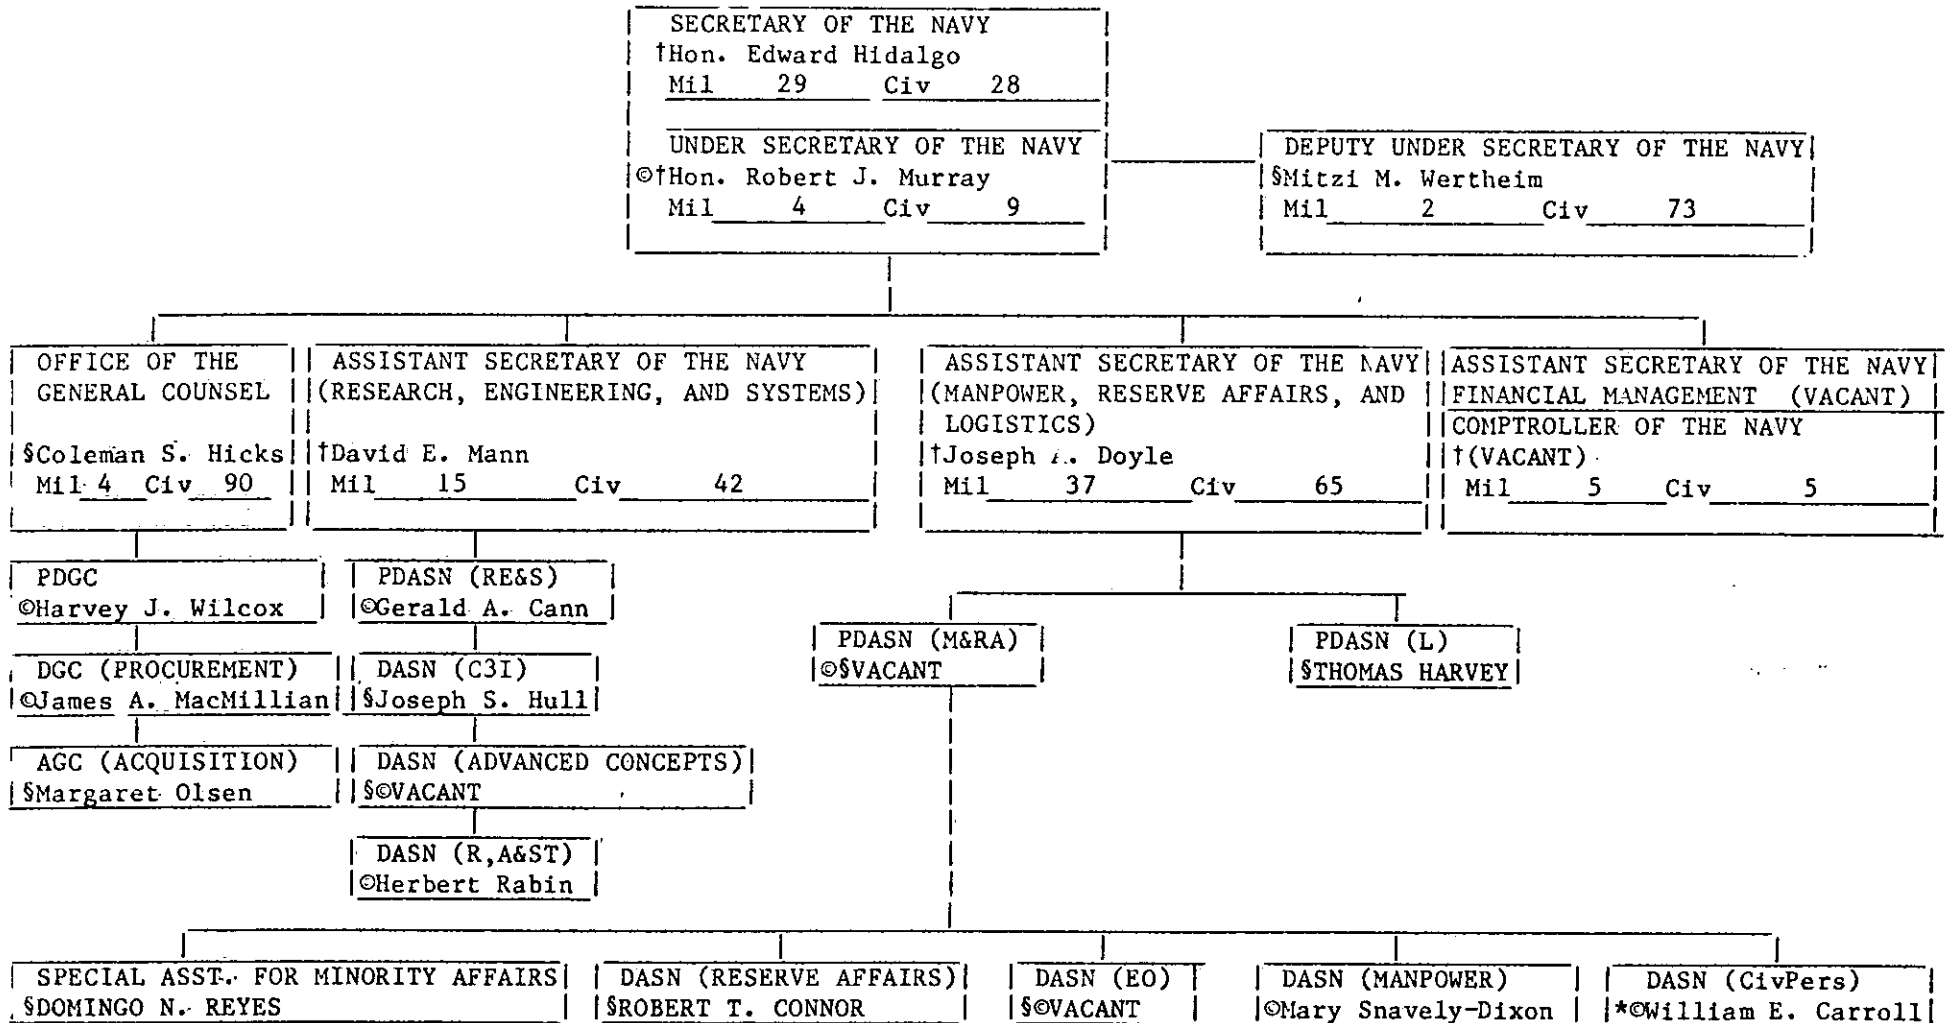 SECRETARY OF THE NAVY
†Hon. Edward Hidalgo
Mil 29 Civ 28
UNDER SECRETARY OF THE NAVY
©†Hon. Robert J. Murray
Mil 4 Civ 9
DEPUTY UNDER SECRETARY OF THE NAVY
§Mitzi M. Wertheim
Mil 2 Civ 73
OFFICE OF THE
GENERAL COUNSEL
§Coleman S. Hicks
Mil 4 Civ 90
ASSISTANT SECRETARY OF THE NAVY
(RESEARCH, ENGINEERING, AND SYSTEMS)
†David E. Mann
Mil 15 Civ 42
ASSISTANT SECRETARY OF THE NAVY
(MANPOWER, RESERVE AFFAIRS, AND
LOGISTICS)
†Joseph Doyle
Mil 37 Civ 65
ASSISTANT SECRETARY OF THE NAVY
FINANCIAL MANAGEMENT (VACANT)
COMPTROLLER OF THE NAVY
†(VACANT)
Mil 5 Civ 5
PDGC
©Harvey J. Wilcox
DGC (PROCUREMENT)
©James A. MacMillian
AGC (ACQUISITION)
§Margaret Olsen
PDASN (RE&S)
©Gerald A. Cann
DASN (C3I)
§Joseph S. Hull
DASN (ADVANCED CONCEPTS)
§©VACANT
DASN (R,A&ST)
©Herbert Rabin
PDASN (M&RA)
©§VACANT
PDASN (L)
§THOMAS HARVEY
SPECIAL ASST. FOR MINORITY AFFAIRS
§DOMINGO N. REYES
DASN (RESERVE AFFAIRS)
§ROBERT T. CONNOR
DASN (EO)
§©VACANT
DASN (MANPOWER)
©Mary Snavely-Dixon
DASN (CivPers)
*©William E. Carroll